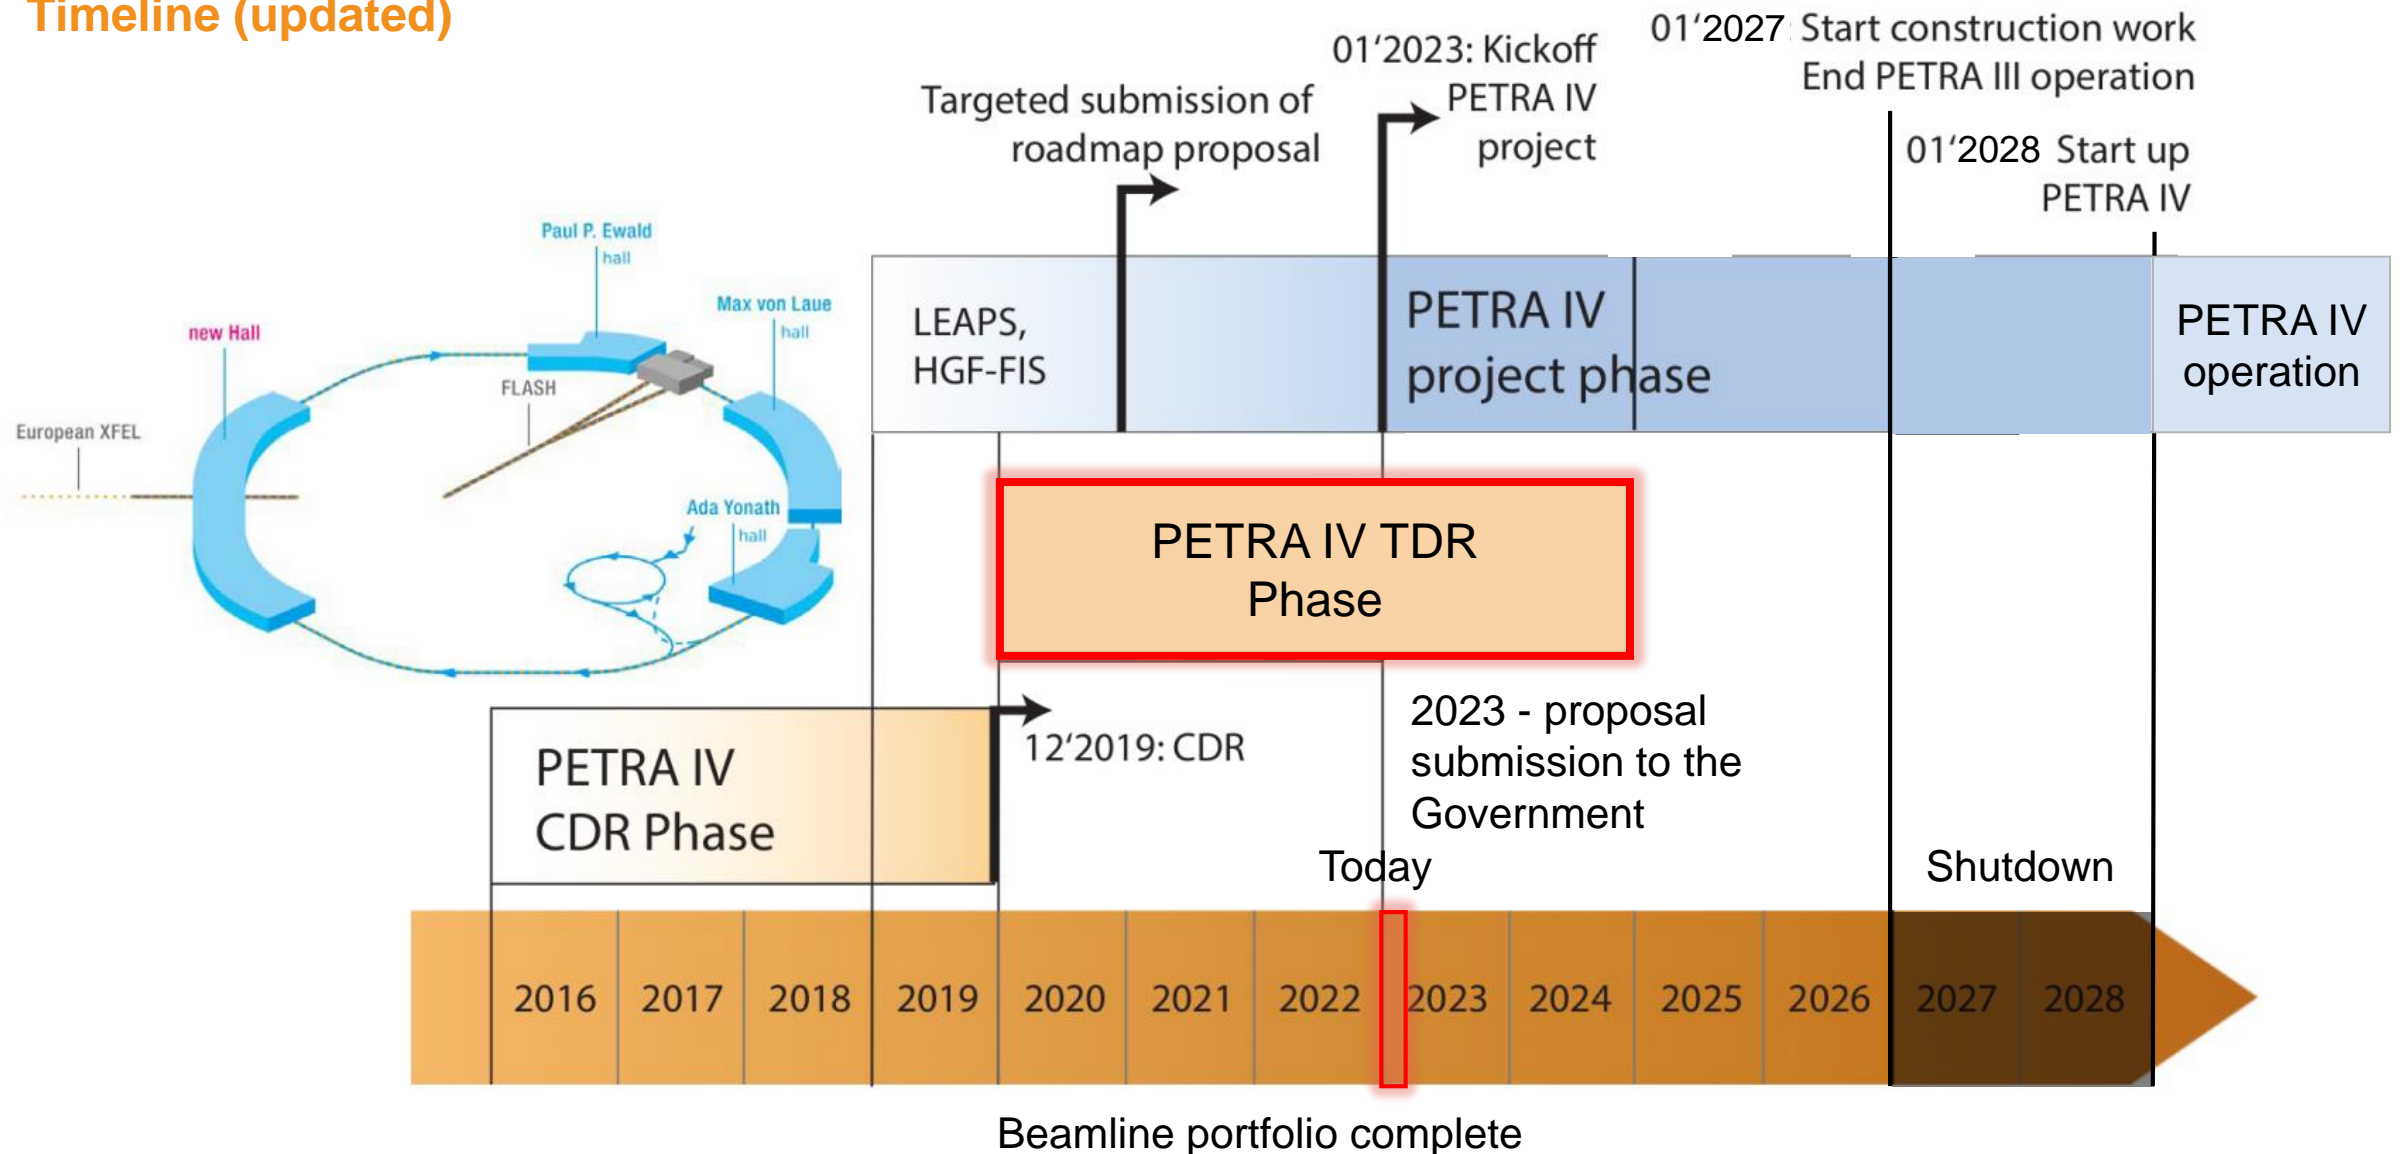 Timeline (updated)
01‘2027: Start construction work
End PETRA III operation
01‘2023: Kickoff
PETRA IV
project
Targeted submission of
roadmap proposal
01‘2028 Start up
PETRA IV
Paul P. Ewald
hall
Max von Laue
hall
new Hall
FLASH
European XFEL
Ada Yonath
hall
LEAPS,
HGF-FIS
PETRA IV
project phase
PETRA IV
operation
PETRA IV TDR
Phase
PETRA IV
CDR Phase
12‘2019: CDR
2023 - proposal
submission to the
Government
Today
Shutdown
2016 2017 2018 2019 2020 2021 2022 2023 2024 2025 2026 2027 2028
Beamline portfolio complete